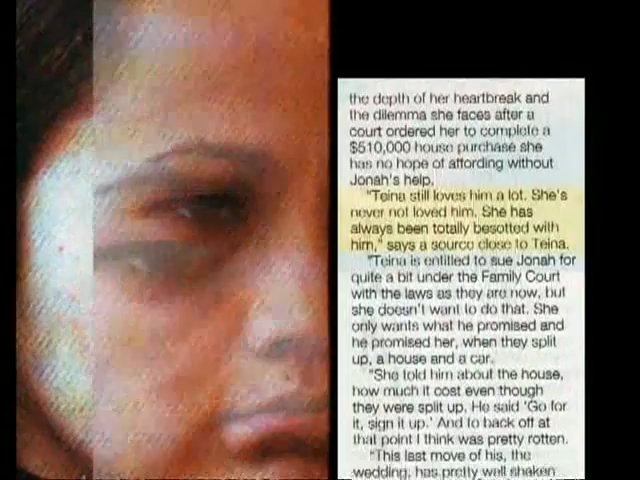 the depth of her heartbreak and
the dilemma she faces after a
court ordered her to complete a
$510,000 house purchase she
has no hope of affording without
Jonah's help.
"Teina still loves him a lot. She's
never not loved him. She has
always been totally besotted with
him," says a source close to Teina.
"Teina is entitled to sue Jonah for
quite a bit under the Family Court
with the laws as they are now, but
she doesn't want to do that. She
only wants what he promised and
he promised her, when they split
up, a house and a car.
"She told him about the house,
how much it cost even though
they were split up. He said 'Go for
it, sign it up.' And to back off at
that point I think was pretty rotten.
"This last move of his, the
wedding, has pretty well shaken